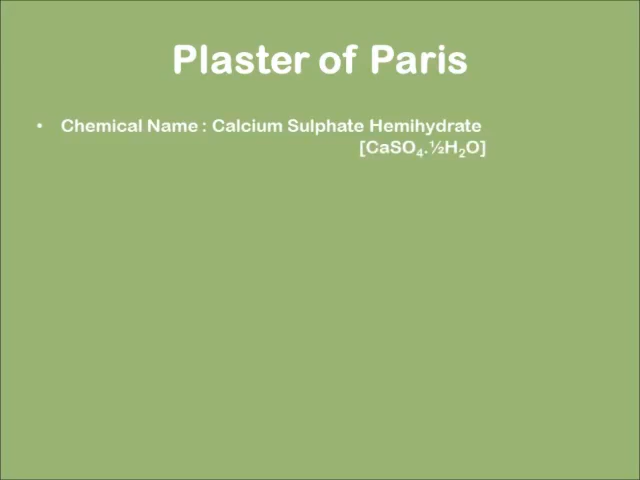 Plaster of Paris
• Chemical Name : Calcium Sulphate Hemihydrate
[CaSO₄.½H₂O]